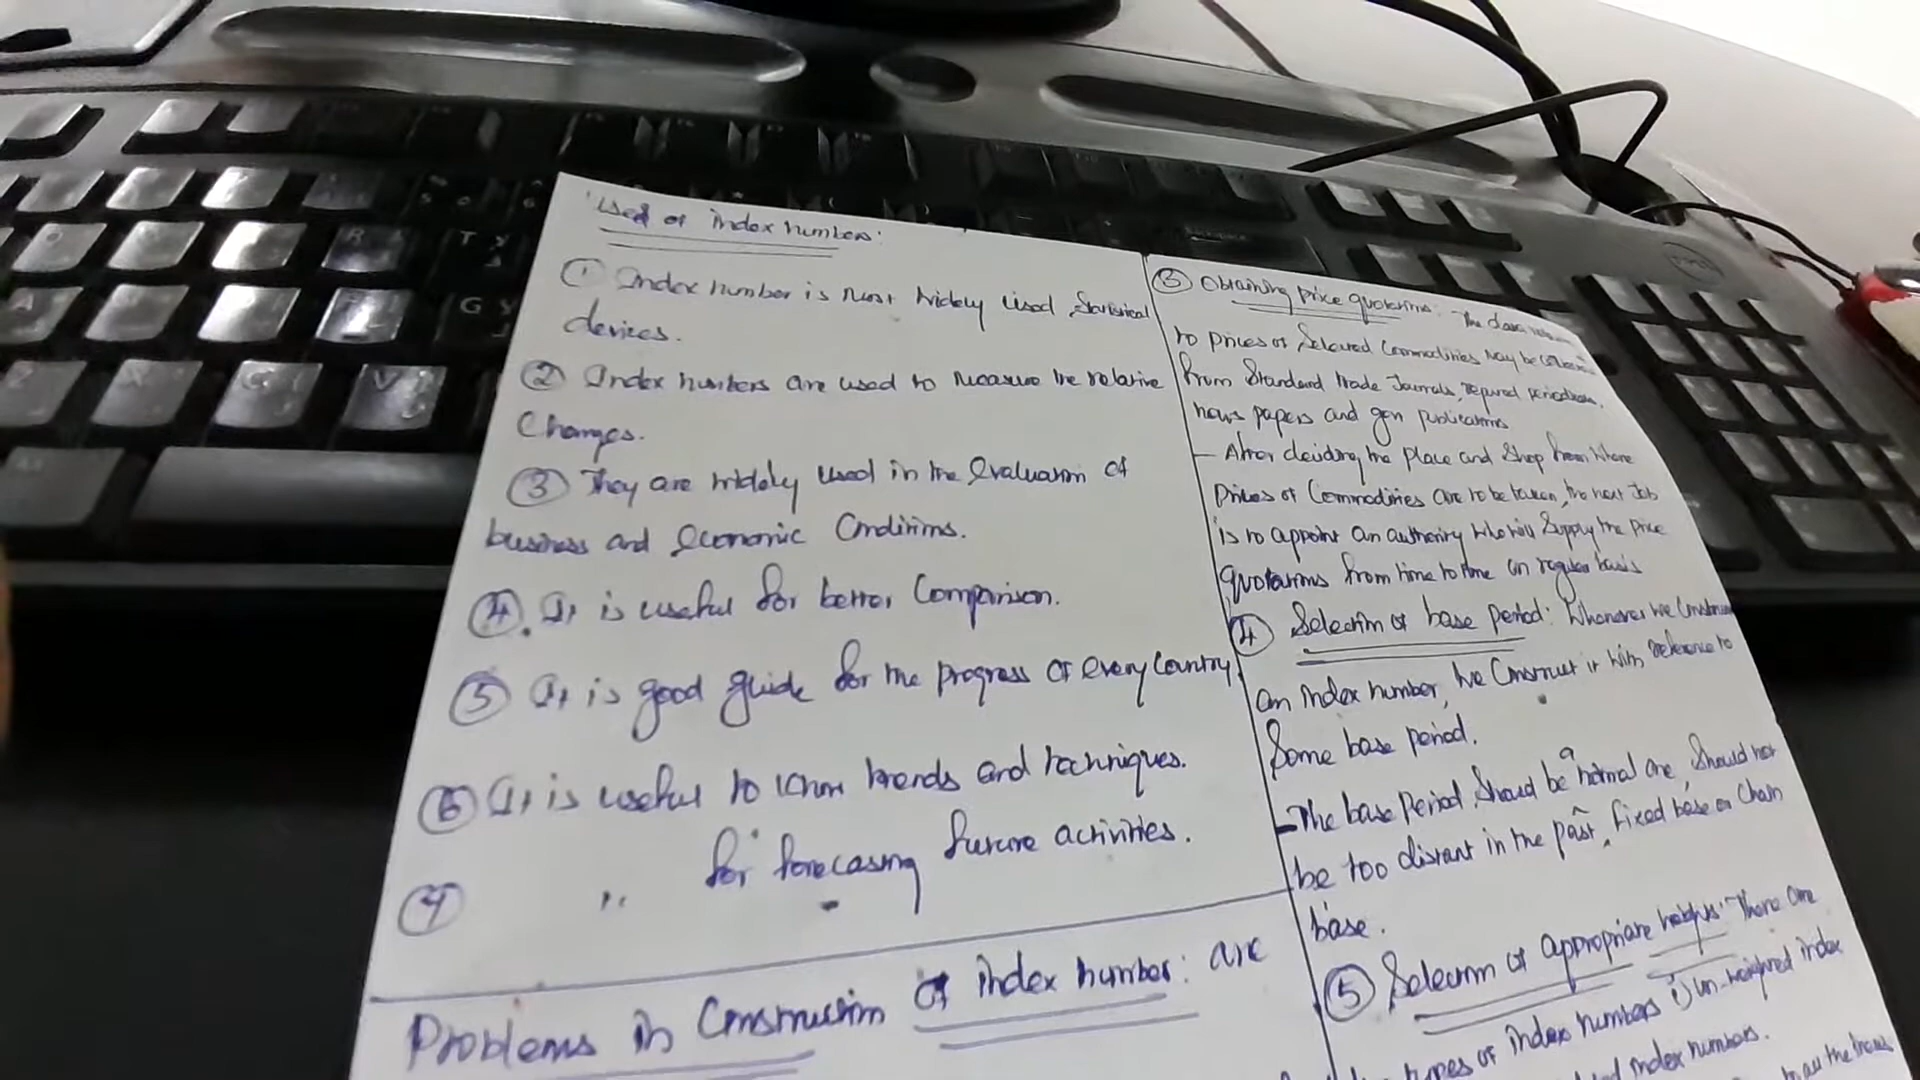 Uses of index numbers:
① Index number is most widely used statistical
devices.
② Index numbers are used to measure the relative
Changes.
③ They are widely used in the evaluation of
business and economic Conditions.
④. It is useful for better Comparison.
⑤ It is good guide for the progress of every Country.
⑥ It is useful to know trends and techniques.
⑦ " for forecasing future activities.
Problems in Construction of index number: are
③ Obtaining price quotations: The data
to prices of Selected Commodities may be
from Standard trade Journals, reputed periodicals,
news papers and gov publications
- After deciding the place and Shop from where
prices of Commodities are to be taken, the next Job
is to appoint an authority who will Supply the price
quotations from time to time on regular basis
④ Selection of base period: Whenever we Construct
an index number, we Construct it with reference to
Some base period.
- The base Period, Should be a normal one, Should not
be too distant in the past, fixed base or Chain
base.
⑤ Selection of appropriate weights: There are
types of index numbers i) un-weighted index
index numbers.
to all the